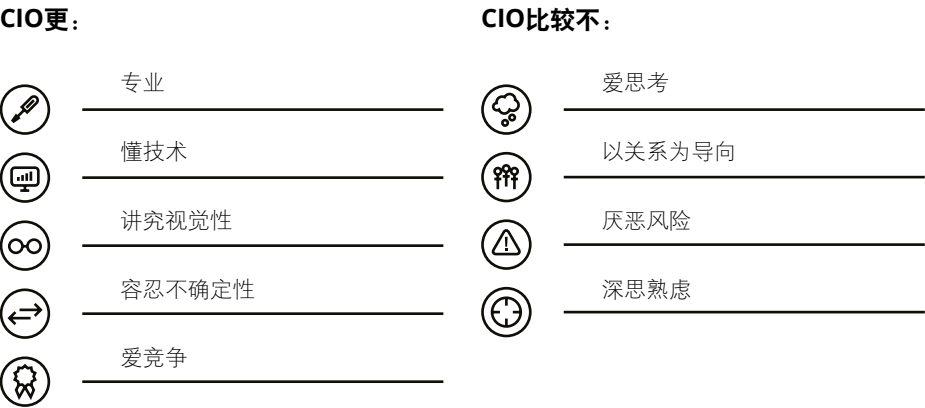 CIO更：
专业
懂技术
讲究视觉性
容忍不确定性
爱竞争
CIO比较不：
爱思考
以关系为导向
厌恶风险
深思熟虑